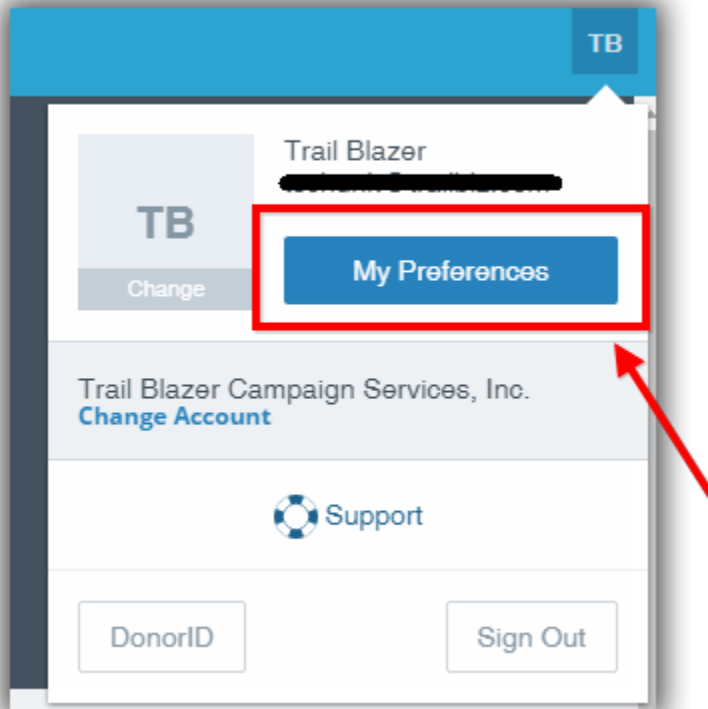 TB
Trail Blazer
TB
My Preferences
Change
Trail Blazer Campaign Services, Inc.
Change Account
Support
DonorID
Sign Out